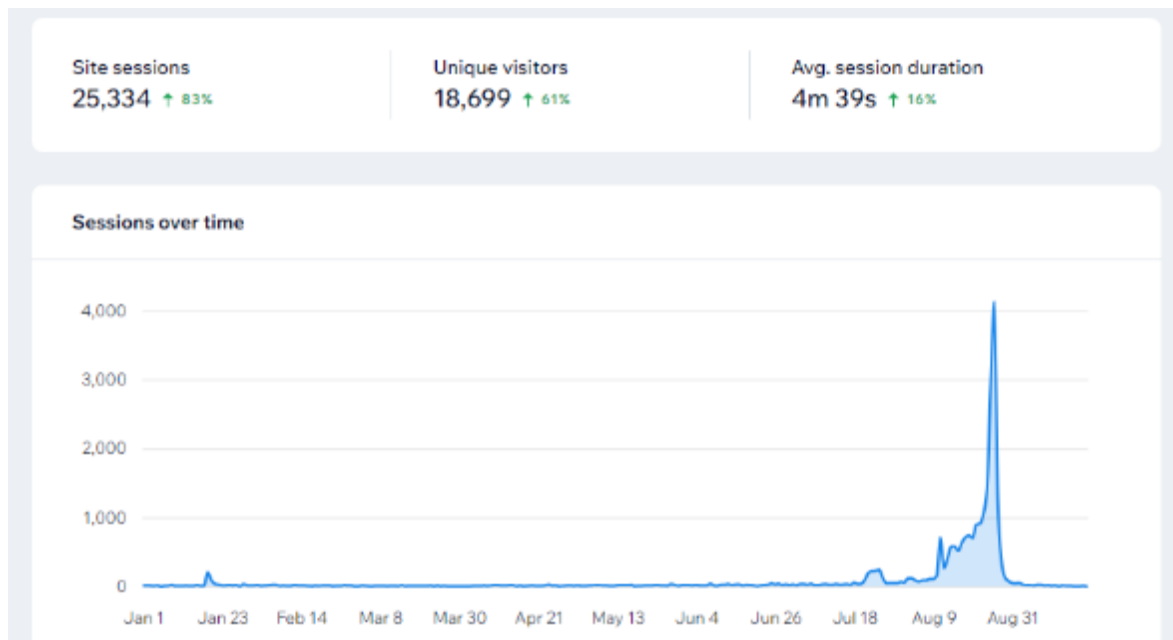 Site sessions
25,334 ↑ 83%
Unique visitors
18,699 ↑ 61%
Avg. session duration
4m 39s ↑ 16%
Sessions over time
4,000
3,000
2,000
1,000
0
Jan 1 Jan 23 Feb 14 Mar 8 Mar 30 Apr 21 May 13 Jun 4 Jun 26 Jul 18 Aug 9 Aug 31